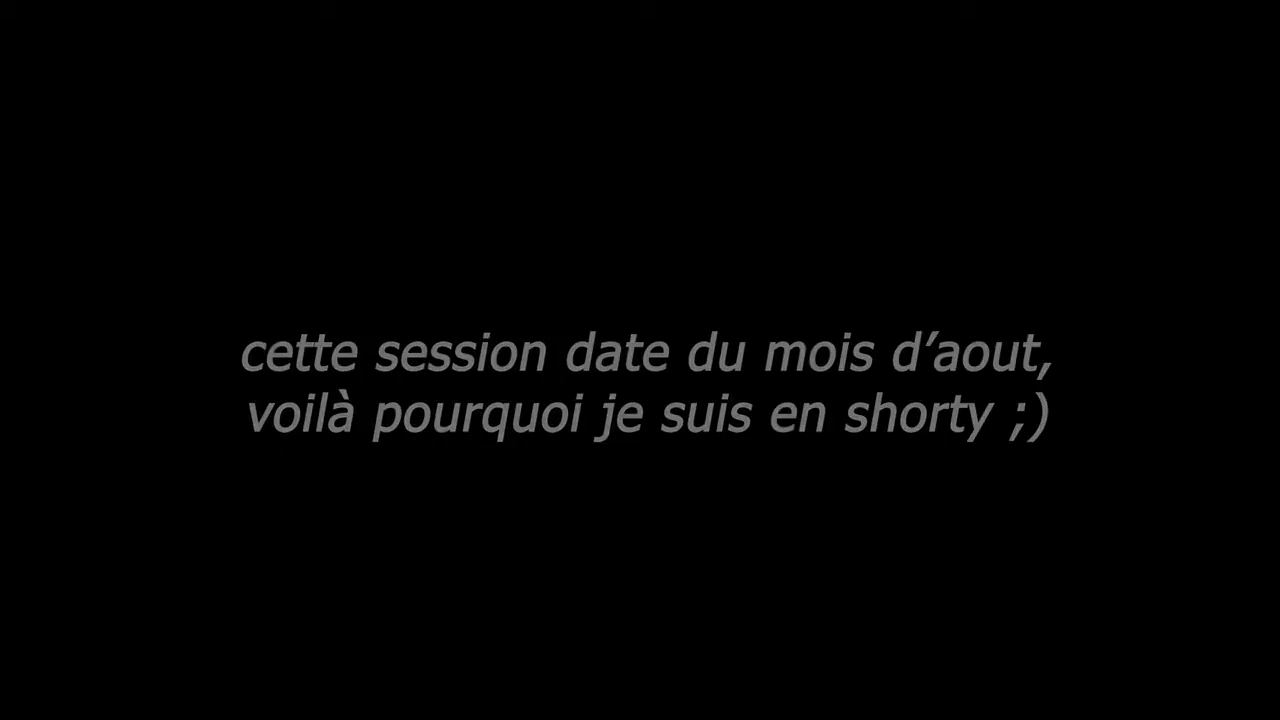 cette session date du mois d’aout,
voilà pourquoi je suis en shorty ;)